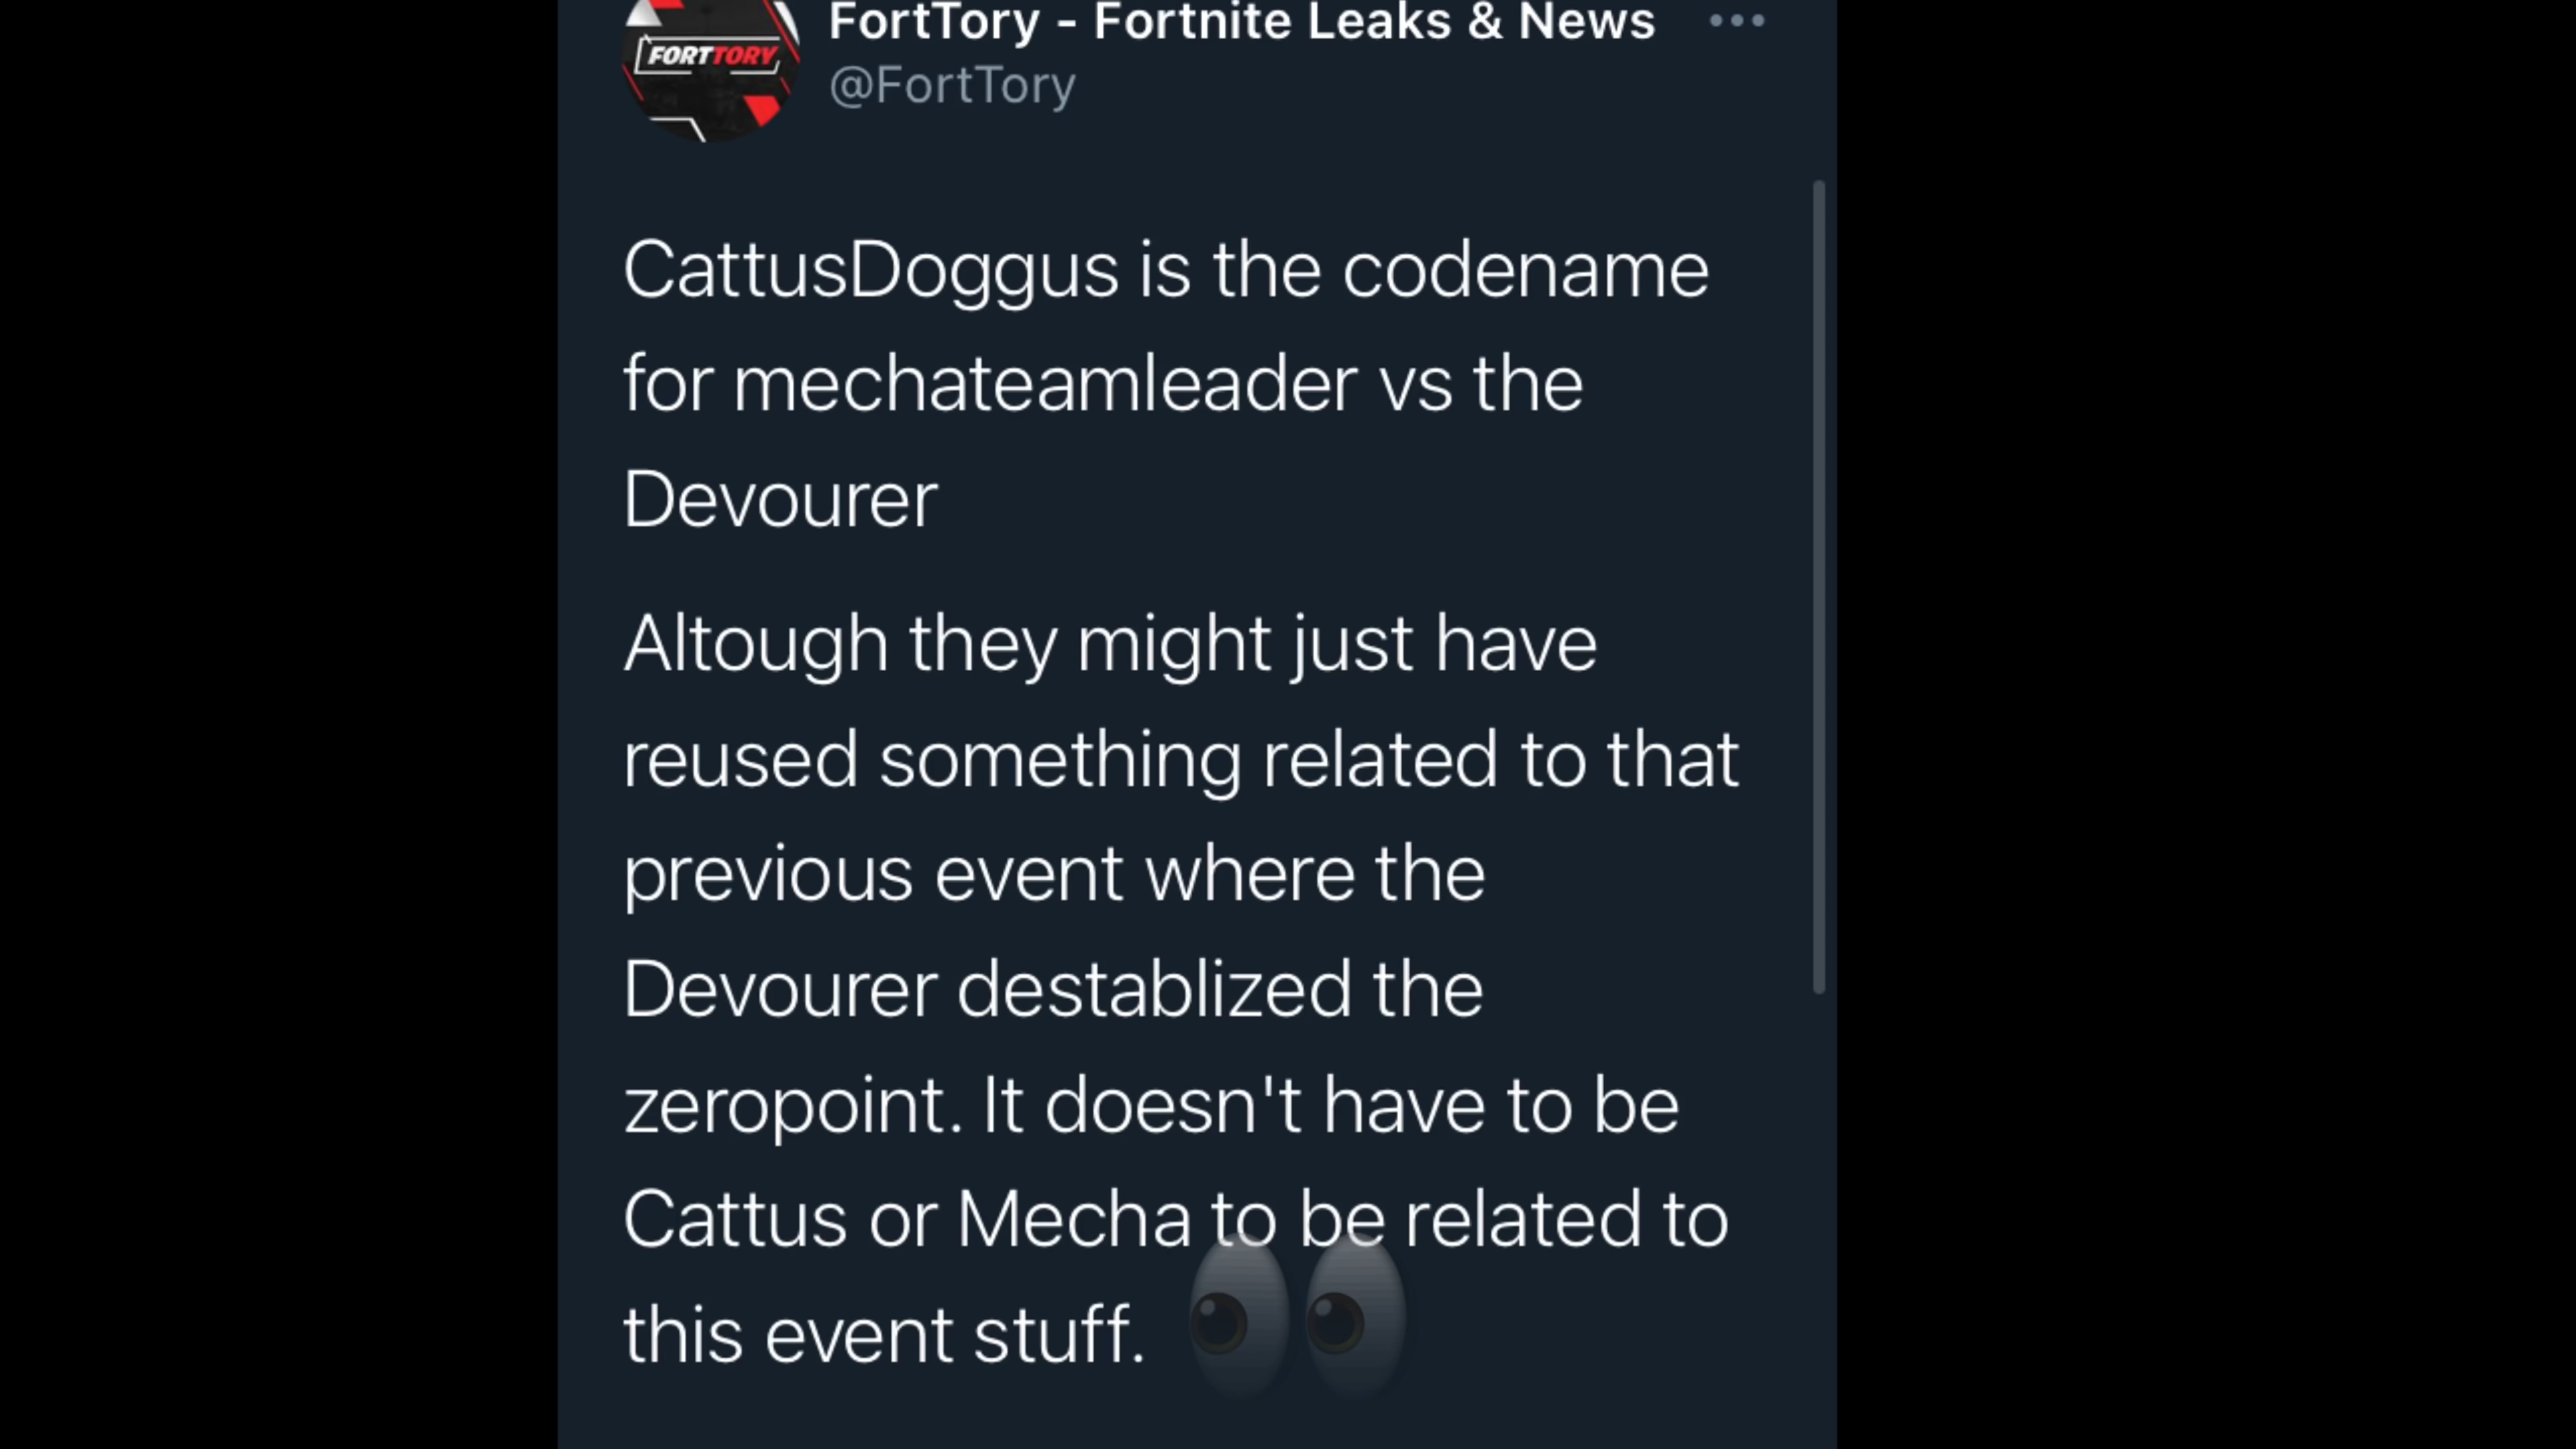 FortTory - Fortnite Leaks & News
FORTTORY
@FortTory
CattusDoggus is the codename
for mechateamleader vs the
Devourer
Altough they might just have
reused something related to that
previous event where the
Devourer destablized the
zeropoint. It doesn't have to be
Cattus or Mecha to be related to
this event stuff. 👀